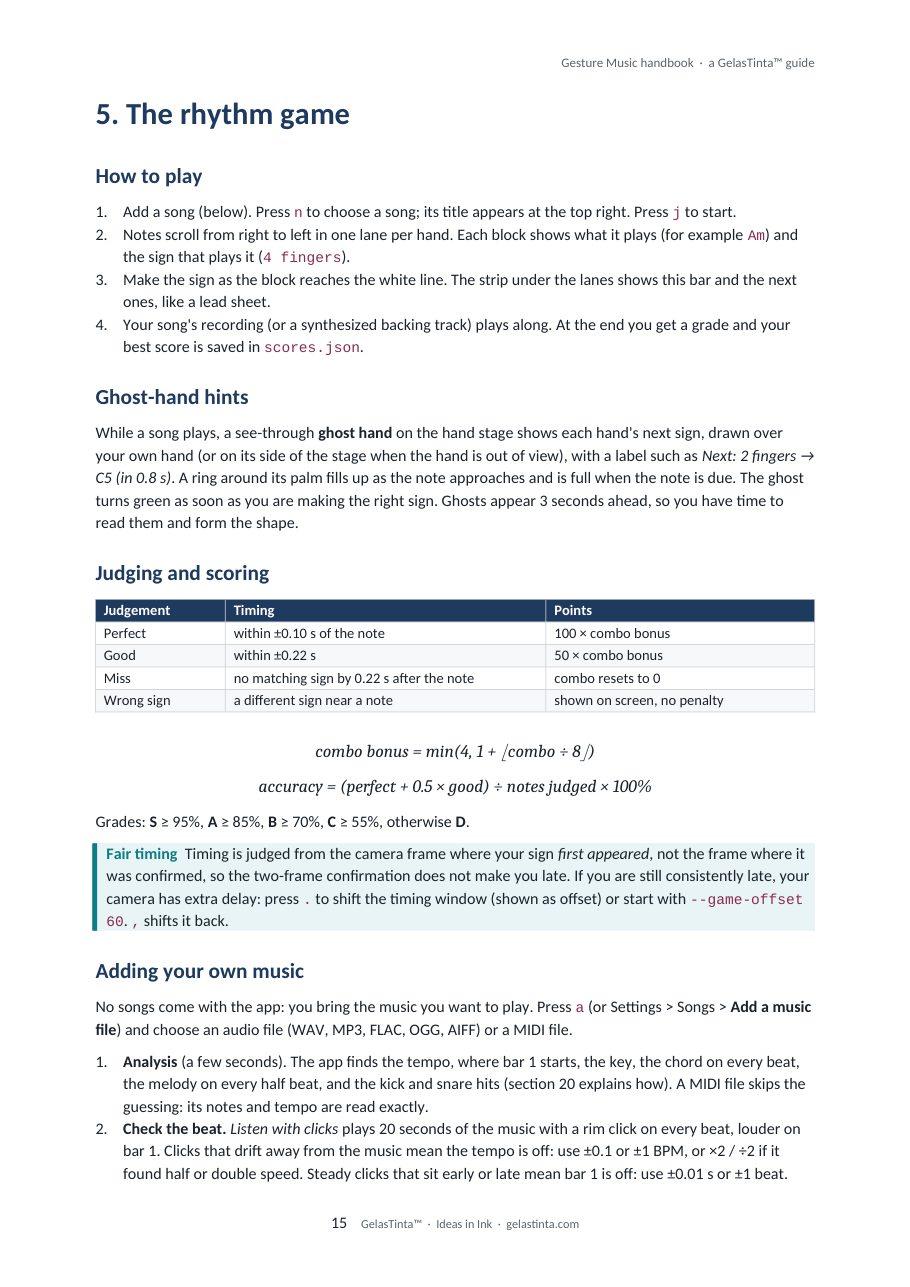 Gesture Music handbook · a GelasTinta™ guide
5. The rhythm game
How to play
1. Add a song (below). Press n to choose a song; its title appears at the top right. Press j to start.
2. Notes scroll from right to left in one lane per hand. Each block shows what it plays (for example Am) and
the sign that plays it (4 fingers).
3. Make the sign as the block reaches the white line. The strip under the lanes shows this bar and the next
ones, like a lead sheet.
4. Your song's recording (or a synthesized backing track) plays along. At the end you get a grade and your
best score is saved in scores.json.
Ghost-hand hints
While a song plays, a see-through ghost hand on the hand stage shows each hand's next sign, drawn over
your own hand (or on its side of the stage when the hand is out of view), with a label such as Next: 2 fingers →
C5 (in 0.8 s). A ring around its palm fills up as the note approaches and is full when the note is due. The ghost
turns green as soon as you are making the right sign. Ghosts appear 3 seconds ahead, so you have time to
read them and form the shape.
Judging and scoring
Judgement Timing Points
Perfect within ±0.10 s of the note 100 × combo bonus
Good within ±0.22 s 50 × combo bonus
Miss no matching sign by 0.22 s after the note combo resets to 0
Wrong sign a different sign near a note shown on screen, no penalty
combo bonus = min(4, 1 + ⌊combo ÷ 8⌋)
accuracy = (perfect + 0.5 × good) ÷ notes judged × 100%
Grades: S ≥ 95%, A ≥ 85%, B ≥ 70%, C ≥ 55%, otherwise D.
Fair timing Timing is judged from the camera frame where your sign first appeared, not the frame where it
was confirmed, so the two-frame confirmation does not make you late. If you are still consistently late, your
camera has extra delay: press . to shift the timing window (shown as offset) or start with --game-offset
60. , shifts it back.
Adding your own music
No songs come with the app: you bring the music you want to play. Press a (or Settings > Songs > Add a music
file) and choose an audio file (WAV, MP3, FLAC, OGG, AIFF) or a MIDI file.
1. Analysis (a few seconds). The app finds the tempo, where bar 1 starts, the key, the chord on every beat,
the melody on every half beat, and the kick and snare hits (section 20 explains how). A MIDI file skips the
guessing: its notes and tempo are read exactly.
2. Check the beat. Listen with clicks plays 20 seconds of the music with a rim click on every beat, louder on
bar 1. Clicks that drift away from the music mean the tempo is off: use ±0.1 or ±1 BPM, or ×2 / ÷2 if it
found half or double speed. Steady clicks that sit early or late mean bar 1 is off: use ±0.01 s or ±1 beat.
15 GelasTinta™ · Ideas in Ink · gelastinta.com